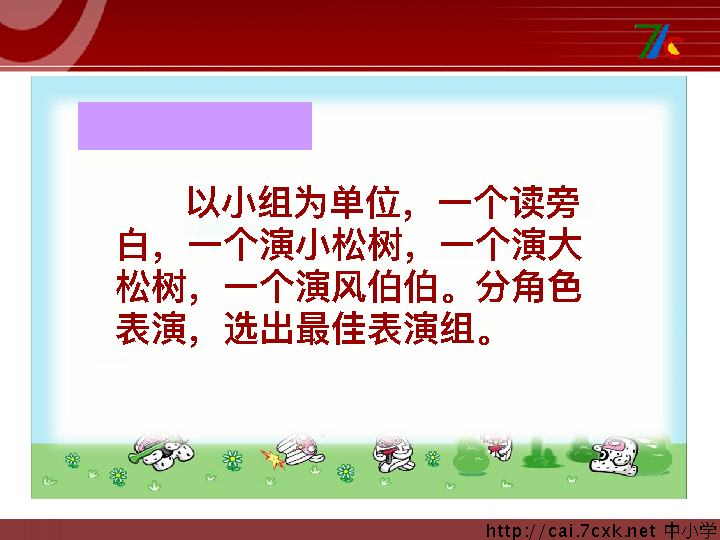 7c
以小组为单位，一个读旁
白，一个演小松树，一个演大
松树，一个演风伯伯。分角色
表演，选出最佳表演组。
http://cai.7cxk.net 中小学